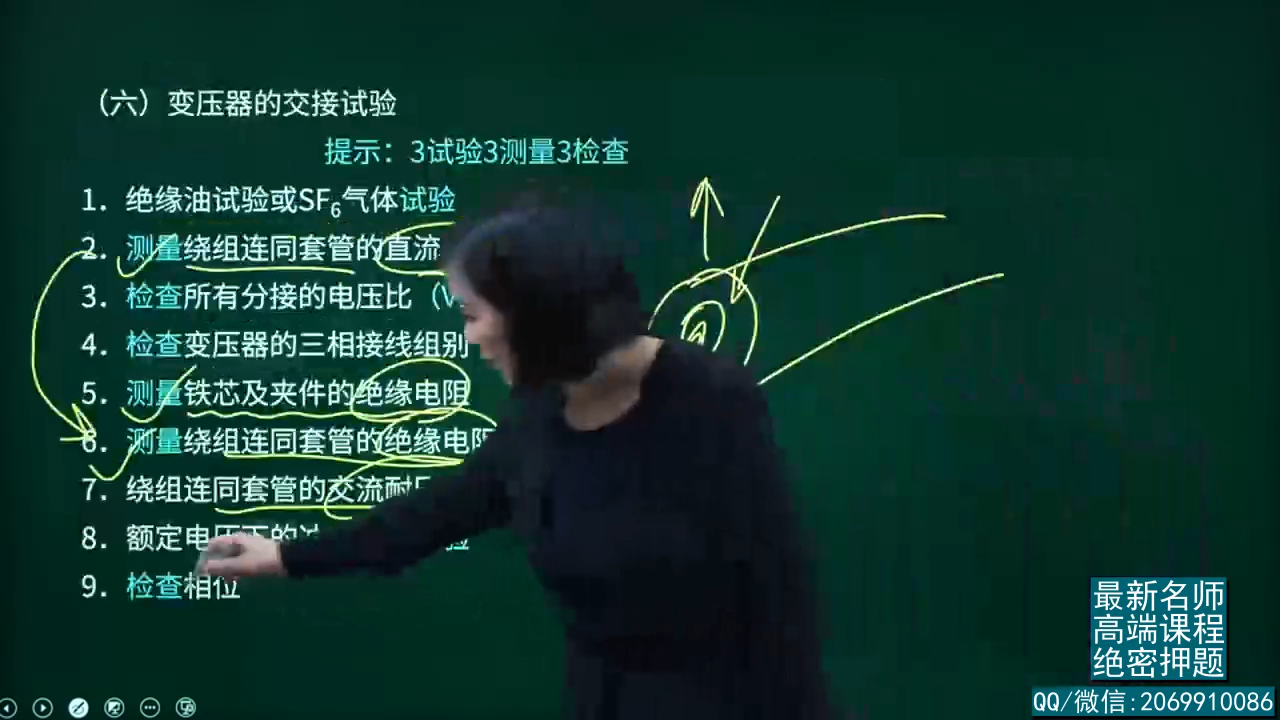 （六）变压器的交接试验
提示：3试验3测量3检查
1. 绝缘油试验或SF6气体试验
2. 测量绕组连同套管的直流
3. 检查所有分接的电压比（V
4. 检查变压器的三相接线组别
5. 测量铁芯及夹件的绝缘电阻
6. 测量绕组连同套管的绝缘电阻
7. 绕组连同套管的交流耐
8. 额定电压下的 验
9. 检查相位
最新名师
高端课程
绝密押题
QQ/微信:2069910086